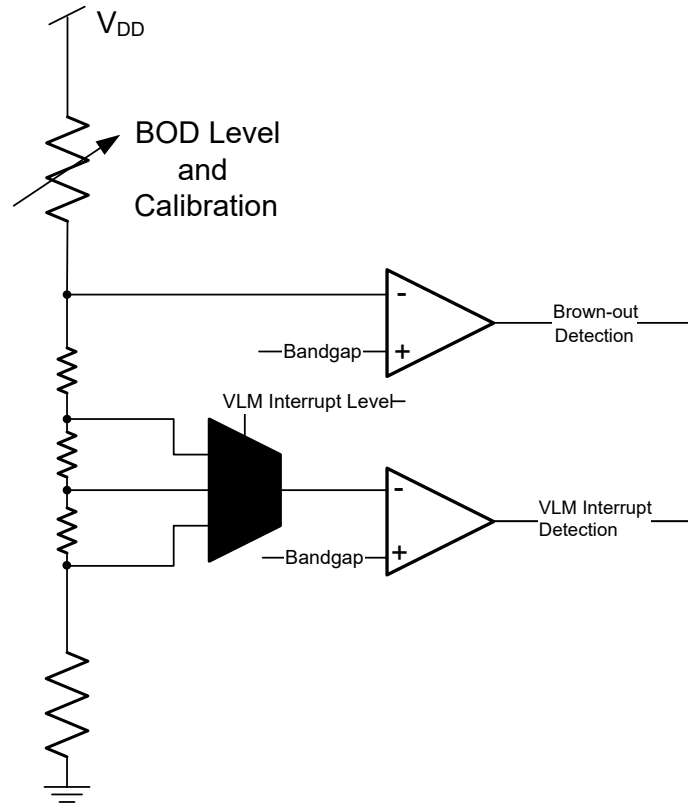 VDD
BOD Level
and
Calibration
-
Brown-out
Detection
Bandgap
+
VLM Interrupt Level
-
VLM Interrupt
Detection
Bandgap
+